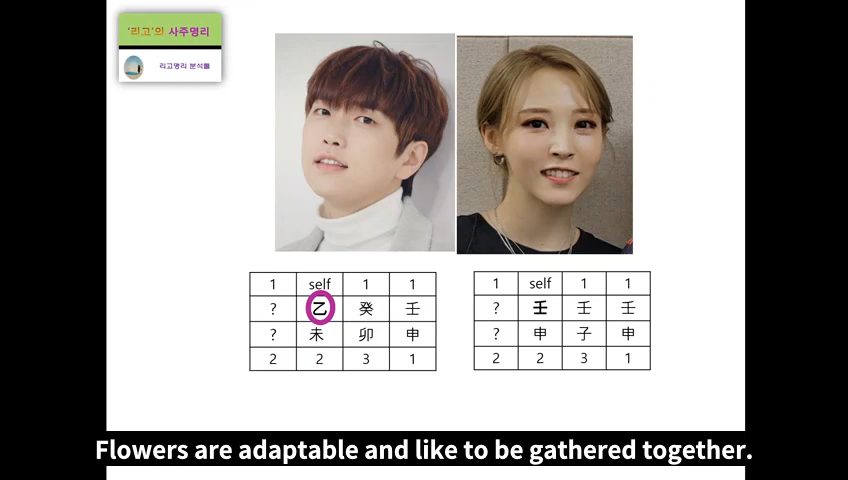 '리고'의 사주명리
리고명리 분석틀
1 self 1 1
? 乙 癸 壬
? 未 卯 申
2 2 3 1
1 self 1 1
? 壬 壬 壬
? 申 子 申
2 2 3 1
Flowers are adaptable and like to be gathered together.